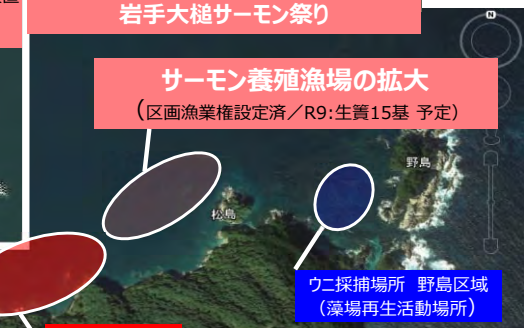 岩手大槌サーモン祭り
サーモン養殖漁場の拡大
(区画漁業権設定済／R9:生簀15基 予定)
N
野島
松島
ウニ採捕場所 野島区域
(藻場再生活動場所)